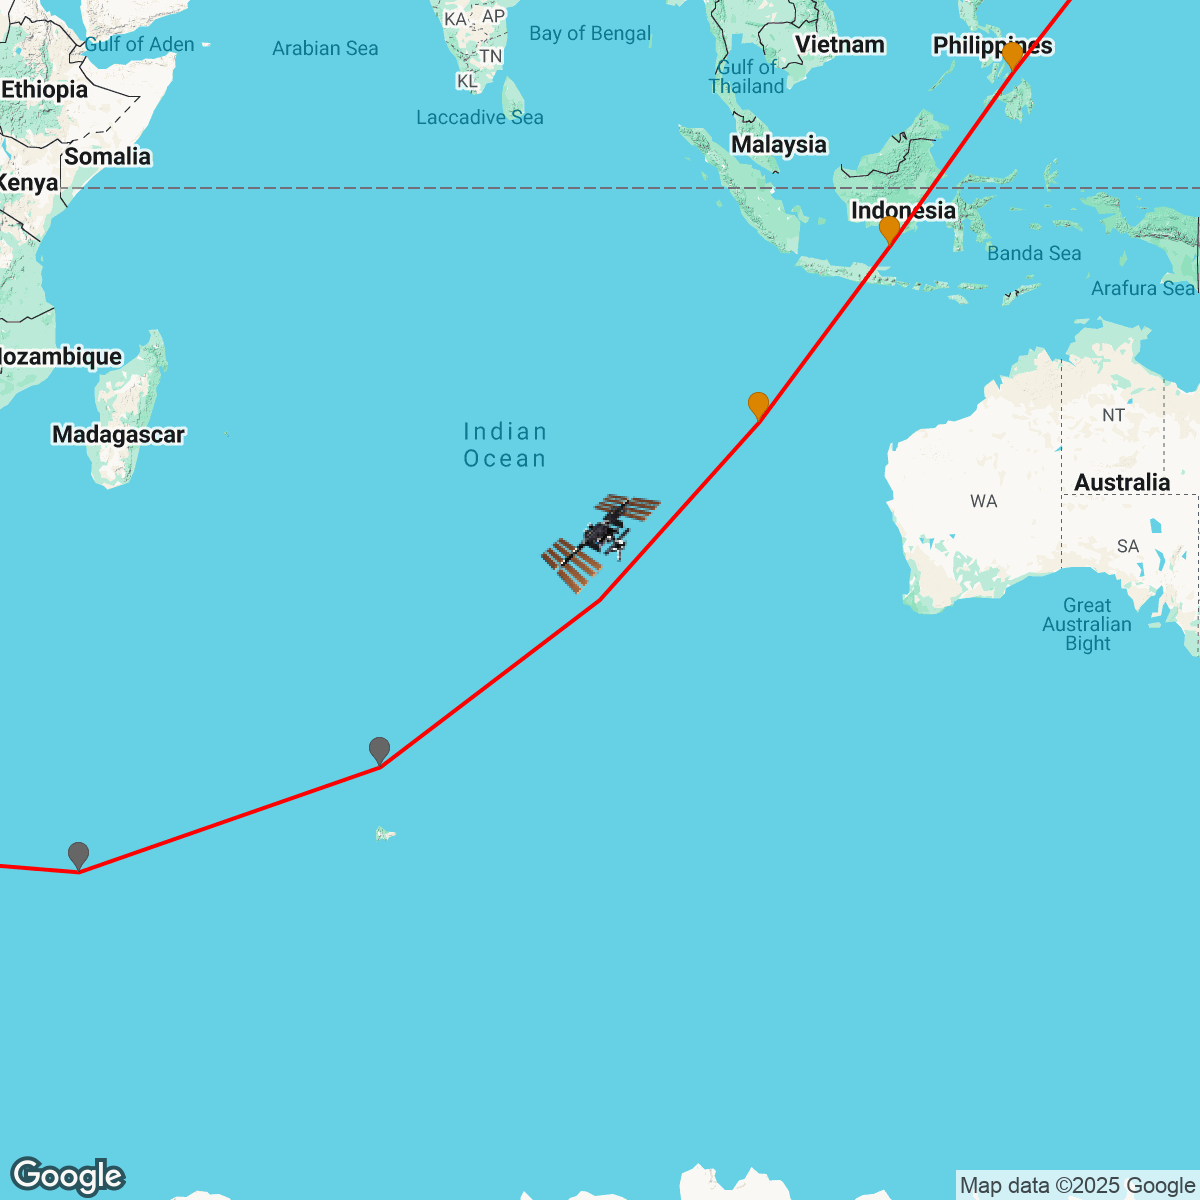 KA
AP
Gulf of Aden
Arabian Sea
Bay of Bengal
Vietnam
Philippines
TN
KL
Ethiopia
Gulf of
Thailand
Laccadive Sea
Malaysia
Somalia
Kenya
Indonesia
Banda Sea
Arafura Sea
Mozambique
Madagascar
Indian
Ocean
NT
Australia
WA
SA
Great
Australian
Bight
Google
Map data ©2025 Google